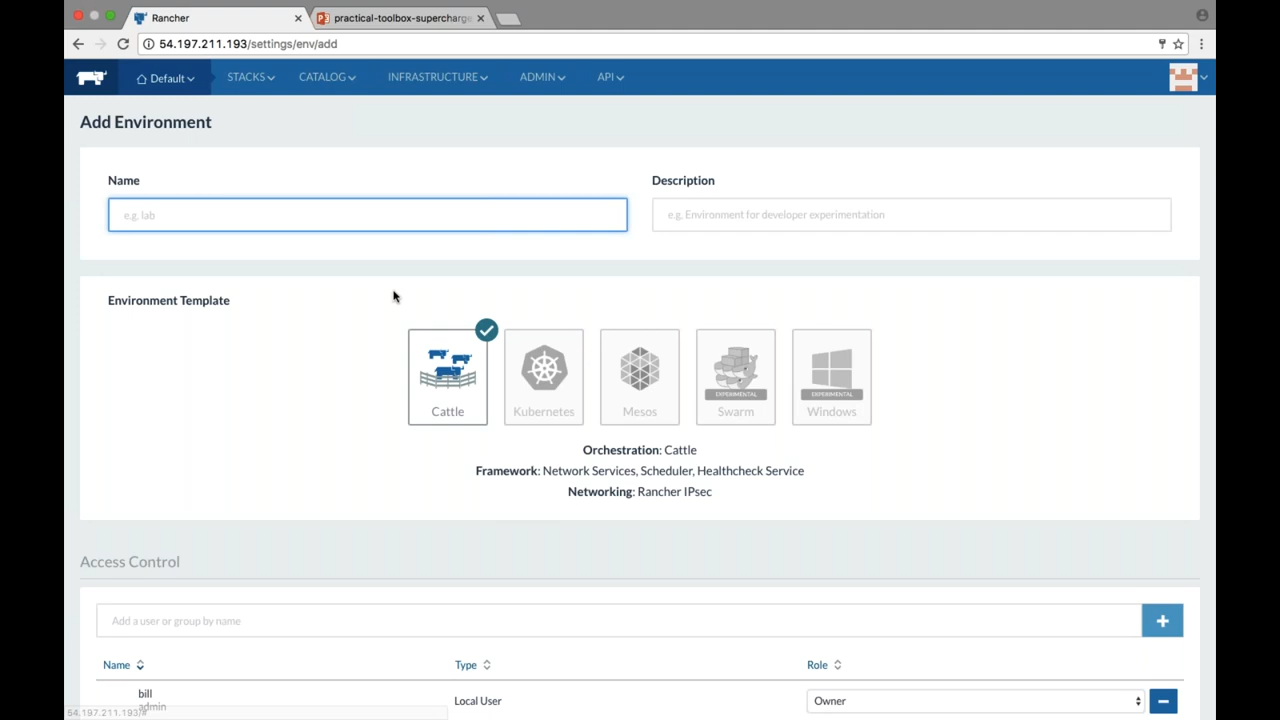 Rancher
practical-toolbox-supercharge
54.197.211.193/settings/env/add
Default STACKS CATALOG INFRASTRUCTURE ADMIN API
Add Environment
Name Description
e.g. lab e.g. Environment for developer experimentation
Environment Template
EXPERIMENTAL EXPERIMENTAL
Cattle Kubernetes Mesos Swarm Windows
Orchestration: Cattle
Framework: Network Services, Scheduler, Healthcheck Service
Networking: Rancher IPsec
Access Control
Add a user or group by name
Name Type Role
bill
admin
Local User Owner
54.197.211.193/#